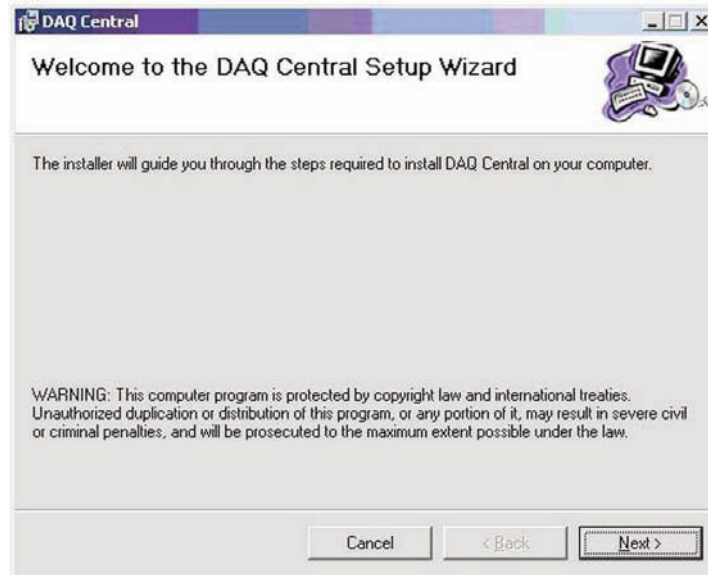 DAQ Central
Welcome to the DAQ Central Setup Wizard
The installer will guide you through the steps required to install DAQ Central on your computer.
WARNING: This computer program is protected by copyright law and international treaties.
Unauthorized duplication or distribution of this program, or any portion of it, may result in severe civil
or criminal penalties, and will be prosecuted to the maximum extent possible under the law.
Cancel
< Back
Next >